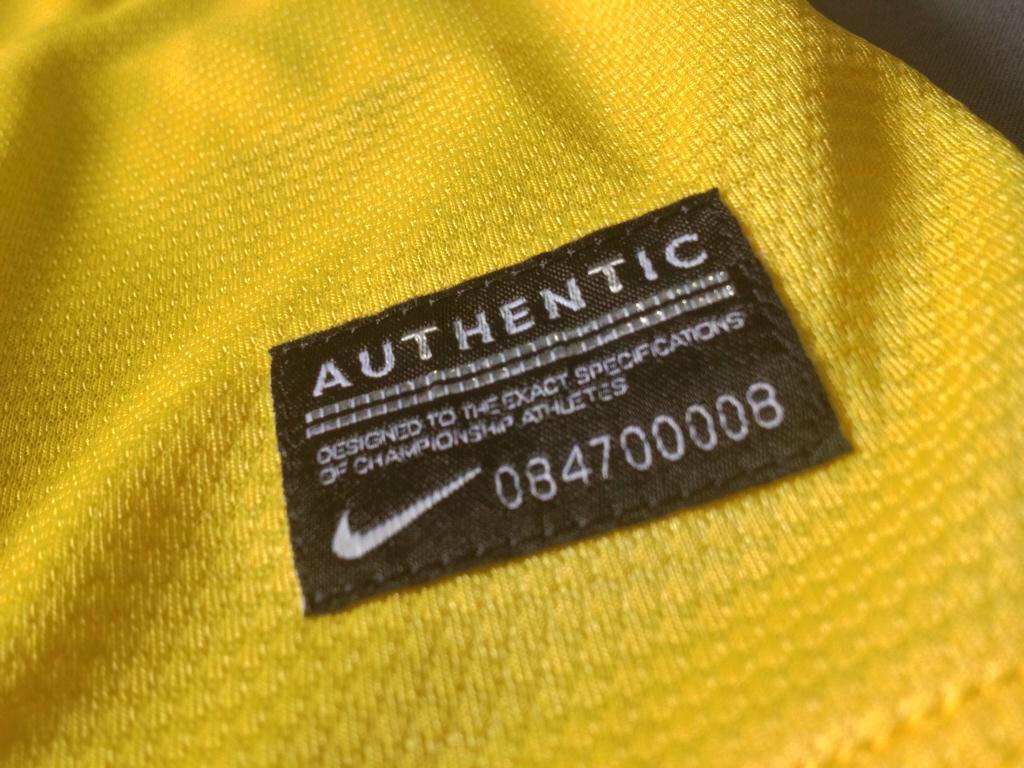 AUTHENTIC
DESIGNED TO THE EXACT SPECIFICATIONS
OF CHAMPIONSHIP ATHLETES
084700008